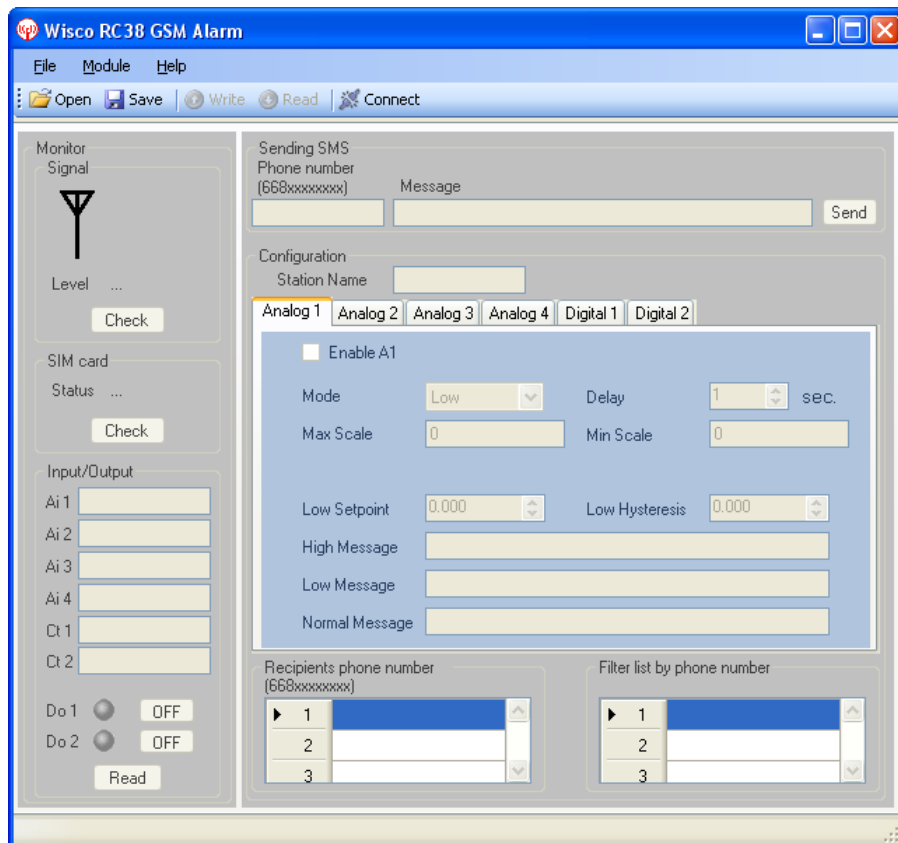 Wisco RC38 GSM Alarm
File Module Help
Open Save Write Read Connect
Monitor
Signal
Level ...
Check
SIM card
Status ...
Check
Input/Output
Ai 1
Ai 2
Ai 3
Ai 4
Ct 1
Ct 2
Do 1 OFF
Do 2 OFF
Read
Sending SMS
Phone number
(668xxxxxxxx) Message
Send
Configuration
Station Name
Analog 1 Analog 2 Analog 3 Analog 4 Digital 1 Digital 2
Enable A1
Mode Low Delay 1 sec.
Max Scale 0 Min Scale 0
Low Setpoint 0.000 Low Hysteresis 0.000
High Message
Low Message
Normal Message
Recipients phone number
(668xxxxxxxx)
1
2
3
Filter list by phone number
1
2
3